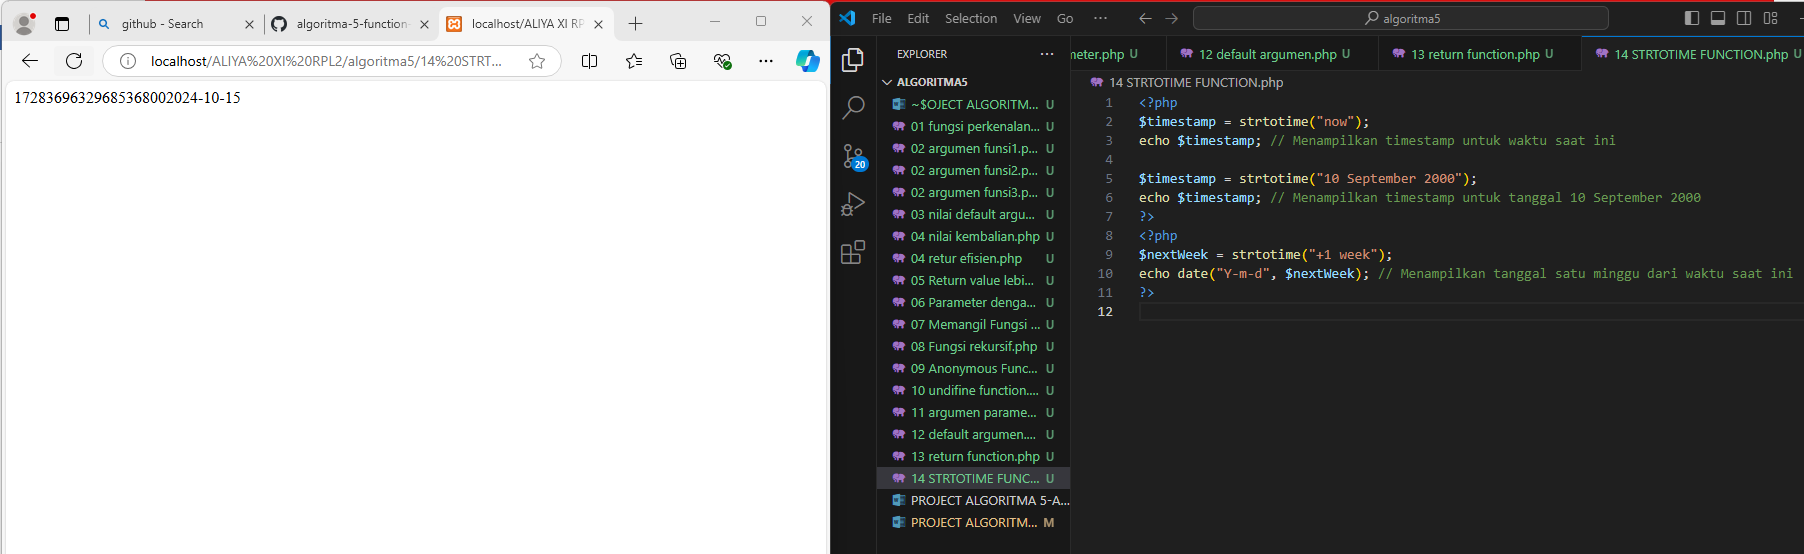 github - Search
algoritma-5-function-
localhost/ALIYA XI RP
localhost/ALIYA%20XI%20RPL2/algoritma5/14%20STRT...
17283696329685368002024-10-15
File Edit Selection View Go ...
algoritma5
EXPLORER
ALGORITMA5
~$OJECT ALGORITM... U
01 fungsi perkenalan... U
02 argumen funsi1.p... U
02 argumen funsi2.p... U
02 argumen funsi3.p... U
03 nilai default argu... U
04 nilai kembalian.php U
04 retur efisien.php U
05 Return value lebi... U
06 Parameter denga... U
07 Memangil Fungsi ... U
08 Fungsi rekursif.php U
09 Anonymous Func... U
10 undifine function.... U
11 argumen parame... U
12 default argumen.... U
13 return function.php U
14 STRTOTIME FUNC... U
PROJECT ALGORITMA 5-A...
PROJECT ALGORITM... M
20
meter.php U
12 default argumen.php U
13 return function.php U
14 STRTOTIME FUNCTION.php U
14 STRTOTIME FUNCTION.php
1 <?php
2 $timestamp = strtotime("now");
3 echo $timestamp; // Menampilkan timestamp untuk waktu saat ini
4
5 $timestamp = strtotime("10 September 2000");
6 echo $timestamp; // Menampilkan timestamp untuk tanggal 10 September 2000
7 ?>
8 <?php
9 $nextWeek = strtotime("+1 week");
10 echo date("Y-m-d", $nextWeek); // Menampilkan tanggal satu minggu dari waktu saat ini
11 ?>
12